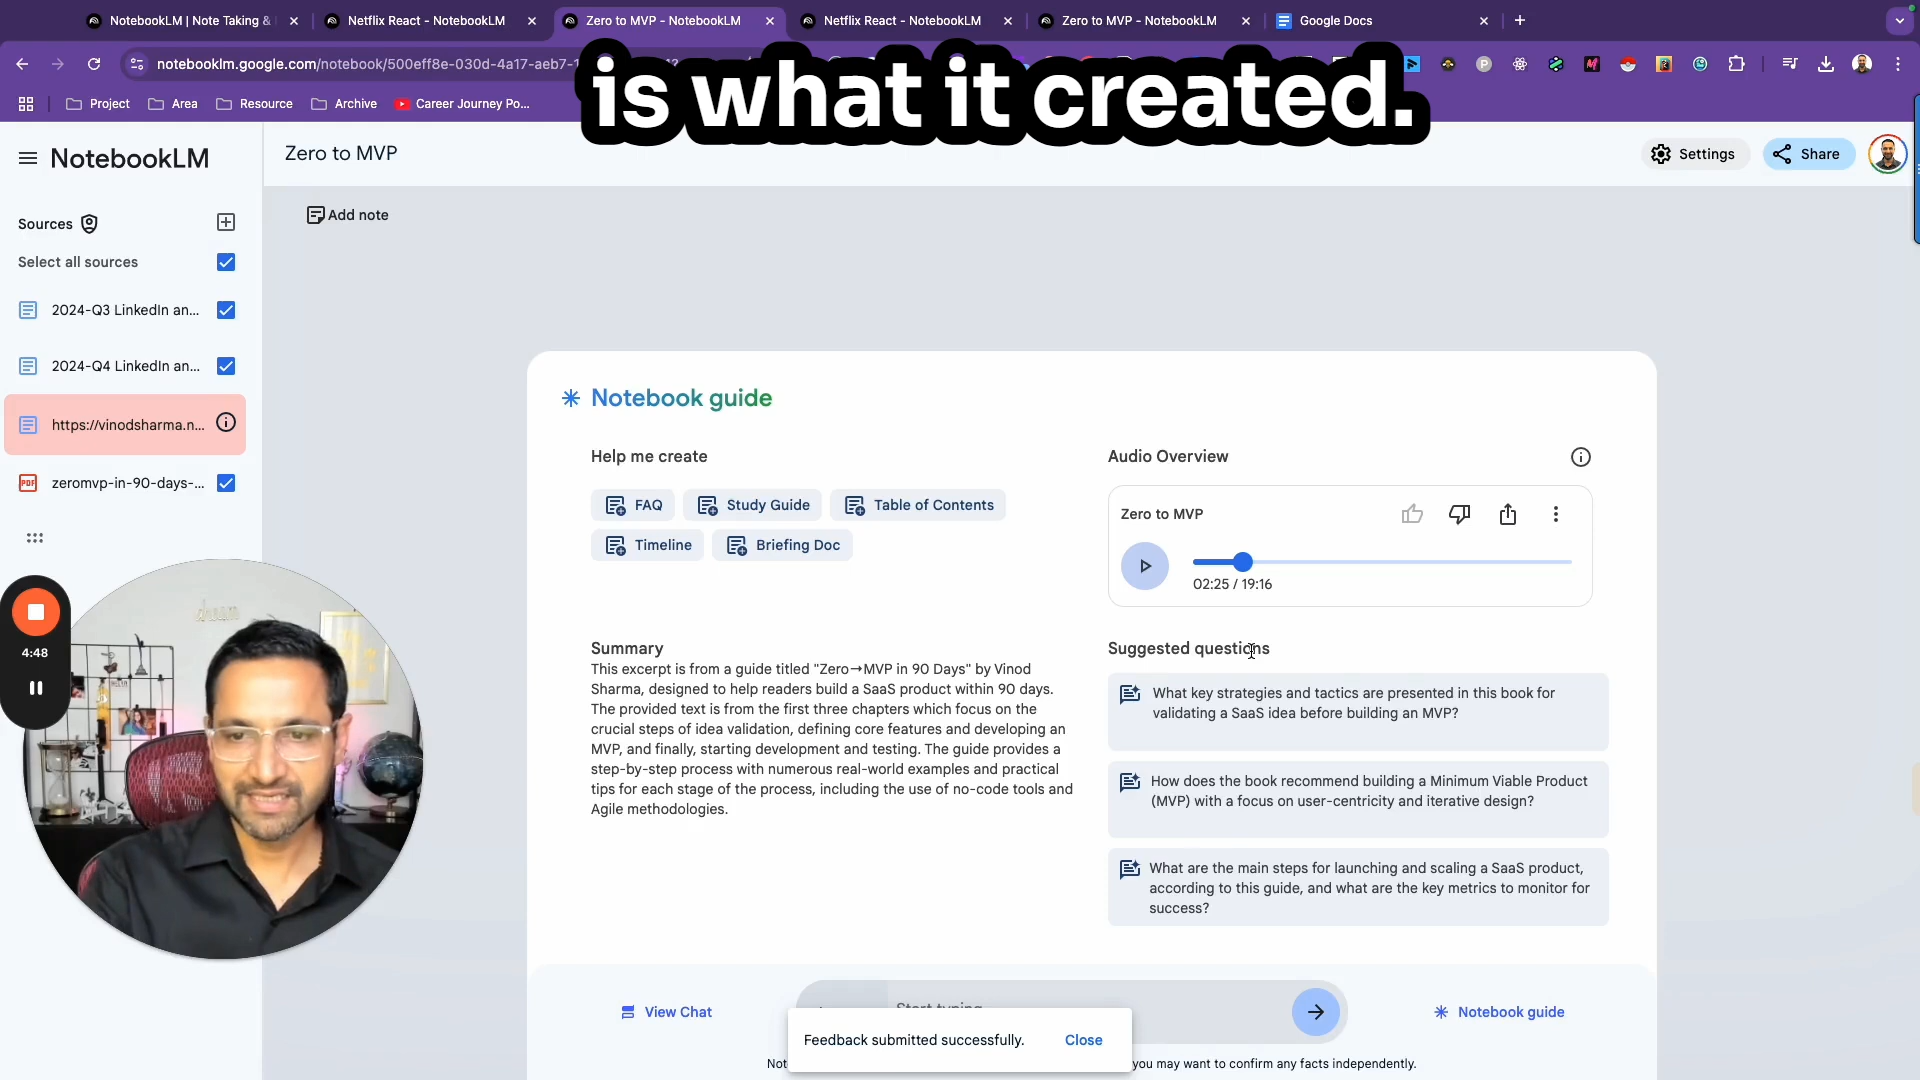 NotebookLM | Note Taking &
Netflix React - NotebookLM
Zero to MVP - NotebookLM
Netflix React - NotebookLM
Zero to MVP - NotebookLM
Google Docs
notebooklm.google.com/notebook/500eff8e-030d-4a17-aeb7-
Project
Area
Resource
Archive
Career Journey Po...
is what it created.
NotebookLM
Zero to MVP
Settings
Share
Sources
Add note
Select all sources
2024-Q3 LinkedIn an...
2024-Q4 LinkedIn an...
https://vinodsharma.n...
PDF
zeromvp-in-90-days-...
4:48
Notebook guide
Help me create
FAQ
Study Guide
Table of Contents
Timeline
Briefing Doc
Audio Overview
Zero to MVP
02:25 / 19:16
Summary
This excerpt is from a guide titled "Zero→MVP in 90 Days" by Vinod
Sharma, designed to help readers build a SaaS product within 90 days.
The provided text is from the first three chapters which focus on the
crucial steps of idea validation, defining core features and developing an
MVP, and finally, starting development and testing. The guide provides a
step-by-step process with numerous real-world examples and practical
tips for each stage of the process, including the use of no-code tools and
Agile methodologies.
Suggested questions
What key strategies and tactics are presented in this book for
validating a SaaS idea before building an MVP?
How does the book recommend building a Minimum Viable Product
(MVP) with a focus on user-centricity and iterative design?
What are the main steps for launching and scaling a SaaS product,
according to this guide, and what are the key metrics to monitor for
success?
View Chat
Start typing
Notebook guide
Feedback submitted successfully.
Close
you may want to confirm any facts independently.
dream